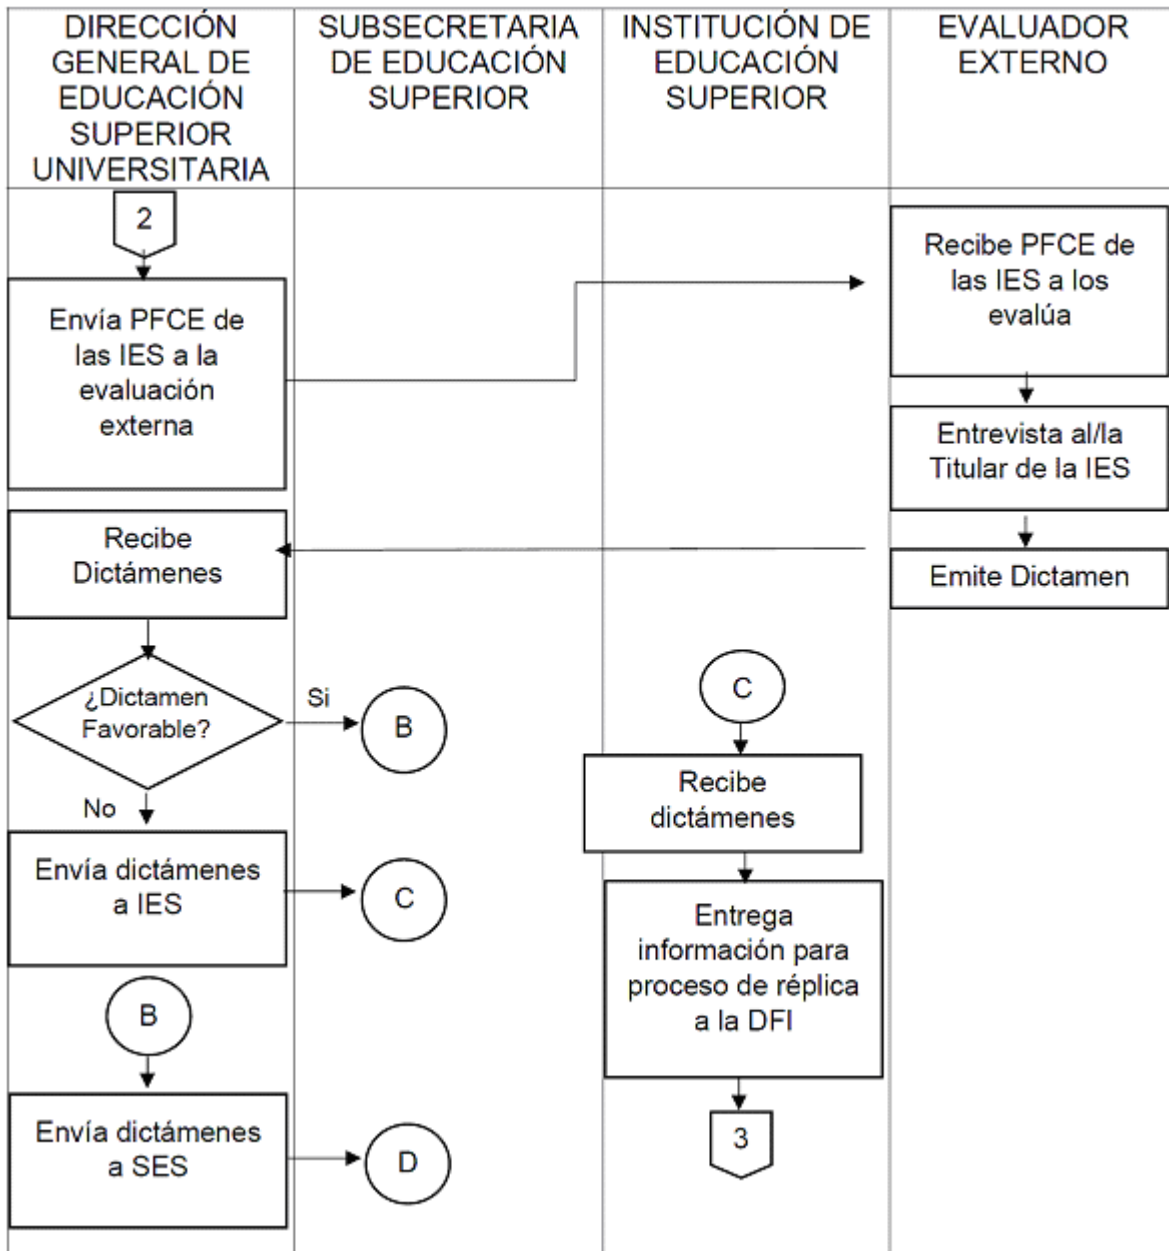 DIRECCIÓN
GENERAL DE
EDUCACIÓN
SUPERIOR
UNIVERSITARIA
SUBSECRETARIA
DE EDUCACIÓN
SUPERIOR
INSTITUCIÓN DE
EDUCACIÓN
SUPERIOR
EVALUADOR
EXTERNO
2
Envía PFCE de
las IES a la
evaluación
externa
Recibe PFCE de
las IES a los
evalúa
Entrevista al/la
Titular de la IES
Emite Dictamen
Recibe
Dictámenes
¿Dictamen
Favorable?
Si
B
No
Envía dictámenes
a IES
C
C
Recibe
dictámenes
Entrega
información para
proceso de réplica
a la DFI
3
B
Envía dictámenes
a SES
D